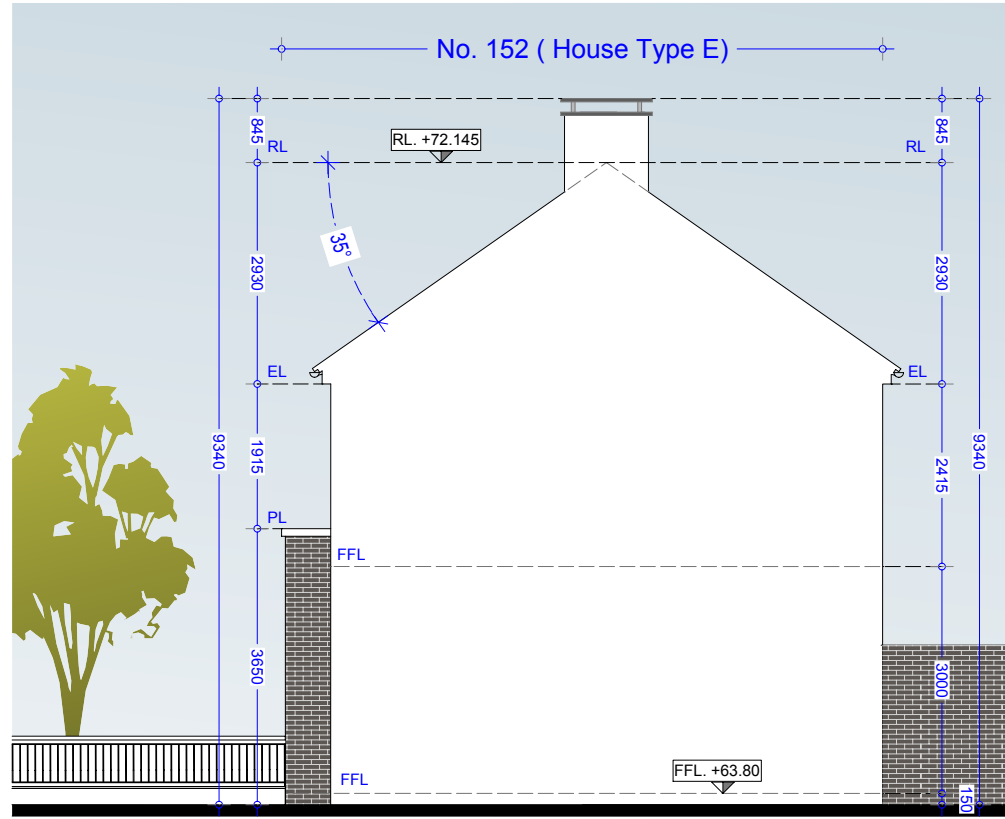 No. 152 ( House Type E)
845
845
RL. +72.145
RL
RL
35°
2930
2930
EL
EL
9340
1915
2415
9340
PL
FFL
3650
3000
FFL
FFL. +63.80
150